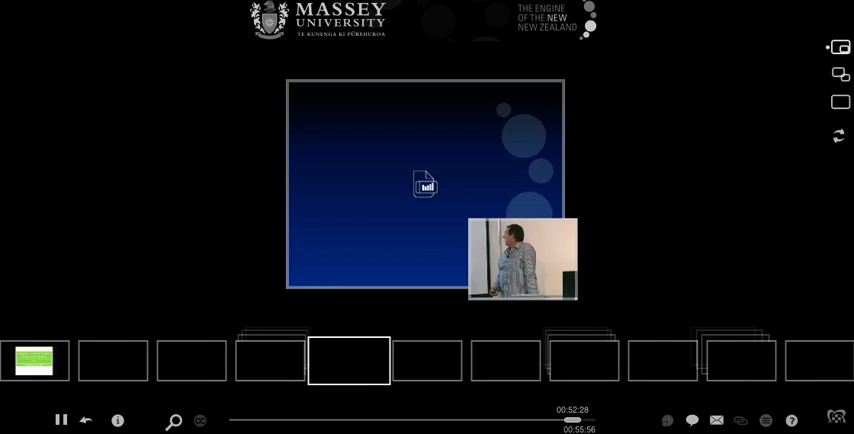 MASSEY
UNIVERSITY
TE KUNENGA KI PŪREHUROA
THE ENGINE
OF THE NEW
NEW ZEALAND
00:52:28
00:55:56